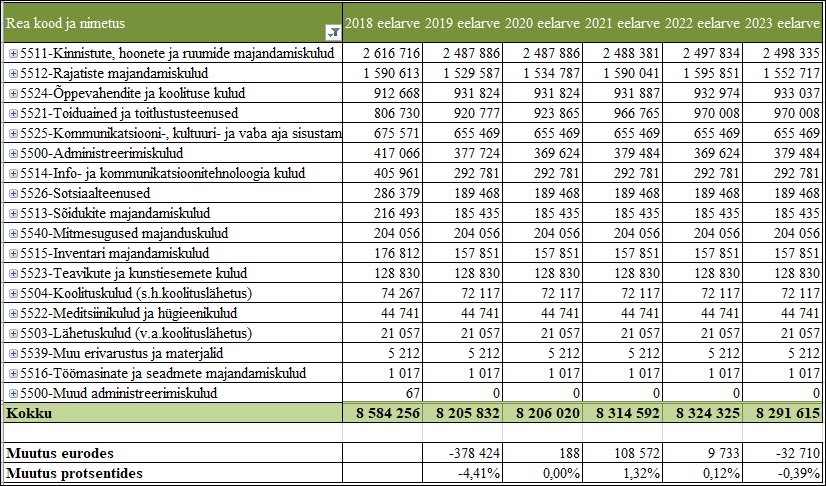 Rea kood ja nimetus 2018 eelarve 2019 eelarve 2020 eelarve 2021 eelarve 2022 eelarve 2023 eelarve
5511-Kinnistute, hoonete ja ruumide majandamiskulud 2 616 716 2 487 886 2 487 886 2 488 381 2 497 834 2 498 335
5512-Rajatiste majandamiskulud 1 590 613 1 529 587 1 534 787 1 590 041 1 595 851 1 552 717
5524-Õppevahendite ja koolituse kulud 912 668 931 824 931 824 931 887 932 974 933 037
5521-Toiduained ja toitlustusteenused 806 730 920 777 923 865 966 765 970 008 970 008
5525-Kommunikatsiooni-, kultuuri- ja vaba aja sisustam 675 571 655 469 655 469 655 469 655 469 655 469
5500-Administreerimiskulud 417 066 377 724 369 624 379 484 369 624 379 484
5514-Info- ja kommunikatsioonitehnoloogia kulud 405 961 292 781 292 781 292 781 292 781 292 781
5526-Sotsiaalteenused 286 379 189 468 189 468 189 468 189 468 189 468
5513-Sõidukite majandamiskulud 216 493 185 435 185 435 185 435 185 435 185 435
5540-Mitmesugused majanduskulud 204 056 204 056 204 056 204 056 204 056 204 056
5515-Inventari majandamiskulud 176 812 157 851 157 851 157 851 157 851 157 851
5523-Teavikute ja kunstiesemete kulud 128 830 128 830 128 830 128 830 128 830 128 830
5504-Koolituskulud (s.h.koolituslähetus) 74 267 72 117 72 117 72 117 72 117 72 117
5522-Meditsiinikulud ja hügieenikulud 44 741 44 741 44 741 44 741 44 741 44 741
5503-Lähetuskulud (v.a.koolituslähetus) 21 057 21 057 21 057 21 057 21 057 21 057
5539-Muu erivarustus ja materjalid 5 212 5 212 5 212 5 212 5 212 5 212
5516-Töömasinate ja seadmete majandamiskulud 1 017 1 017 1 017 1 017 1 017 1 017
5500-Muud administreerimiskulud 67 0 0 0 0 0
Kokku 8 584 256 8 205 832 8 206 020 8 314 592 8 324 325 8 291 615
Muutus eurodes -378 424 188 108 572 9 733 -32 710
Muutus protsentides -4,41% 0,00% 1,32% 0,12% -0,39%